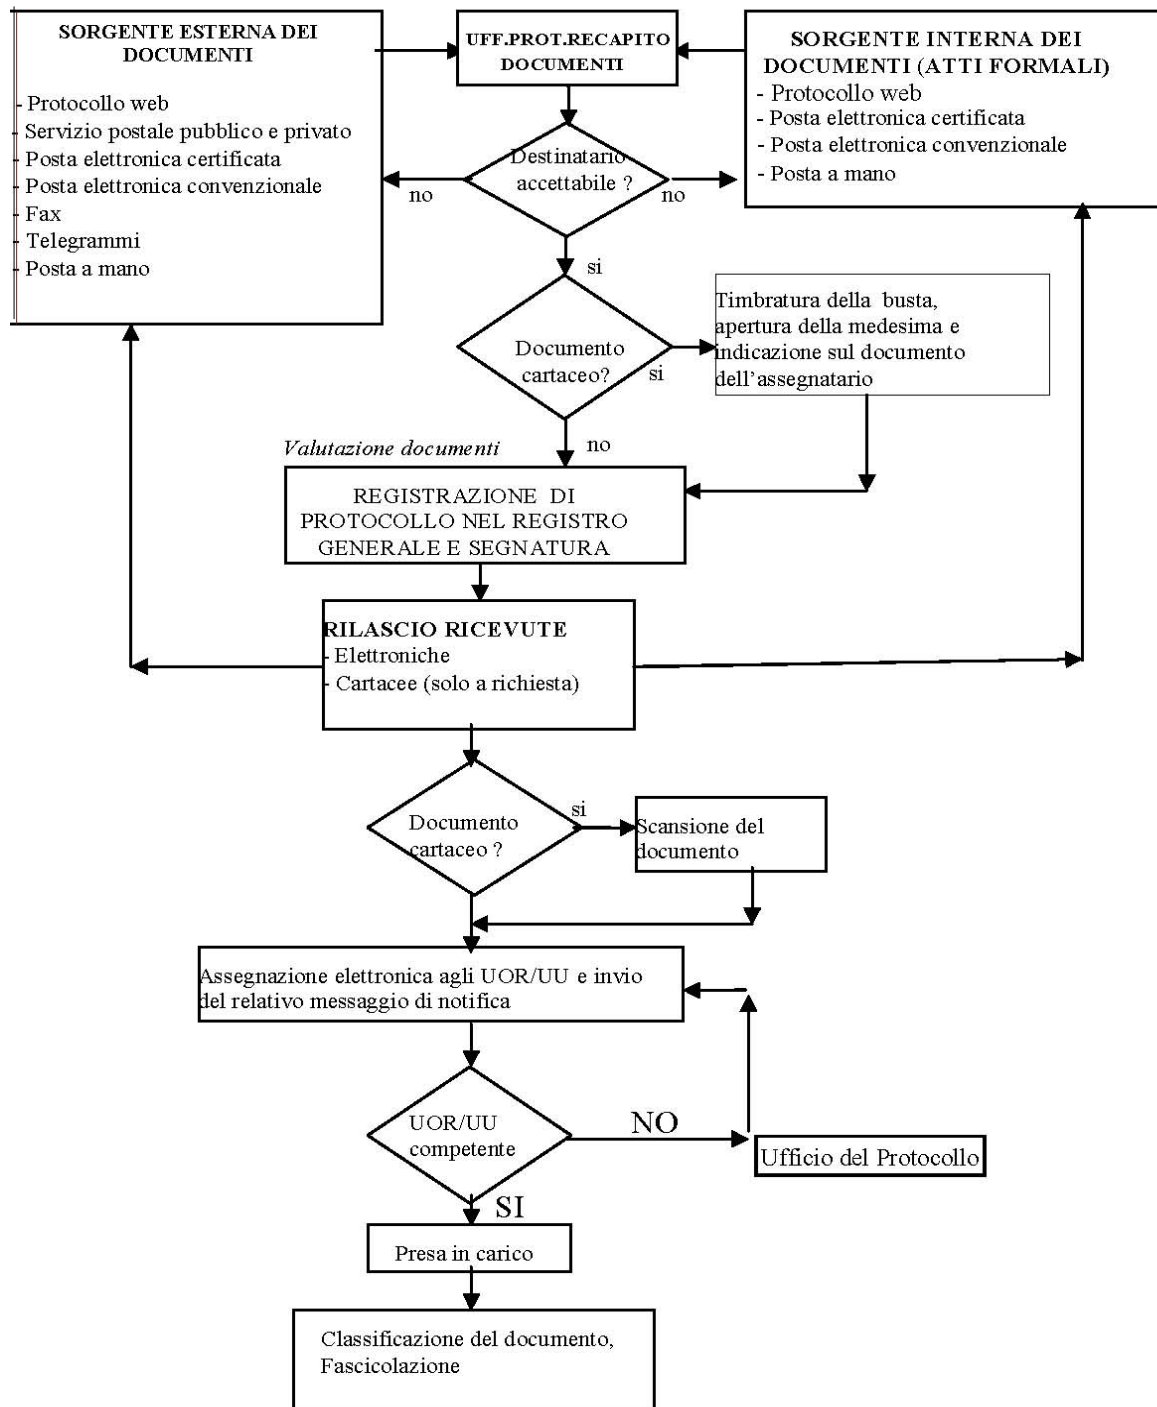 SORGENTE ESTERNA DEI
DOCUMENTI
- Protocollo web
- Servizio postale pubblico e privato
- Posta elettronica certificata
- Posta elettronica convenzionale
- Fax
- Telegrammi
- Posta a mano
UFF.PROT.RECAPITO
DOCUMENTI
SORGENTE INTERNA DEI
DOCUMENTI (ATTI FORMALI)
- Protocollo web
- Posta elettronica certificata
- Posta elettronica convenzionale
- Posta a mano
Destinatario
accettabile ?
no
no
si
Documento
cartaceo?
si
Timbratura della busta,
apertura della medesima e
indicazione sul documento
dell'assegnatario
no
Valutazione documenti
REGISTRAZIONE DI
PROTOCOLLO NEL REGISTRO
GENERALE E SEGNATURA
RILASCIO RICEVUTE
- Elettroniche
- Cartacee (solo a richiesta)
Documento
cartaceo ?
si
Scansione del
documento
Assegnazione elettronica agli UOR/UU e invio
del relativo messaggio di notifica
UOR/UU
competente
NO
Ufficio del Protocollo
SI
Presa in carico
Classificazione del documento,
Fascicolazione